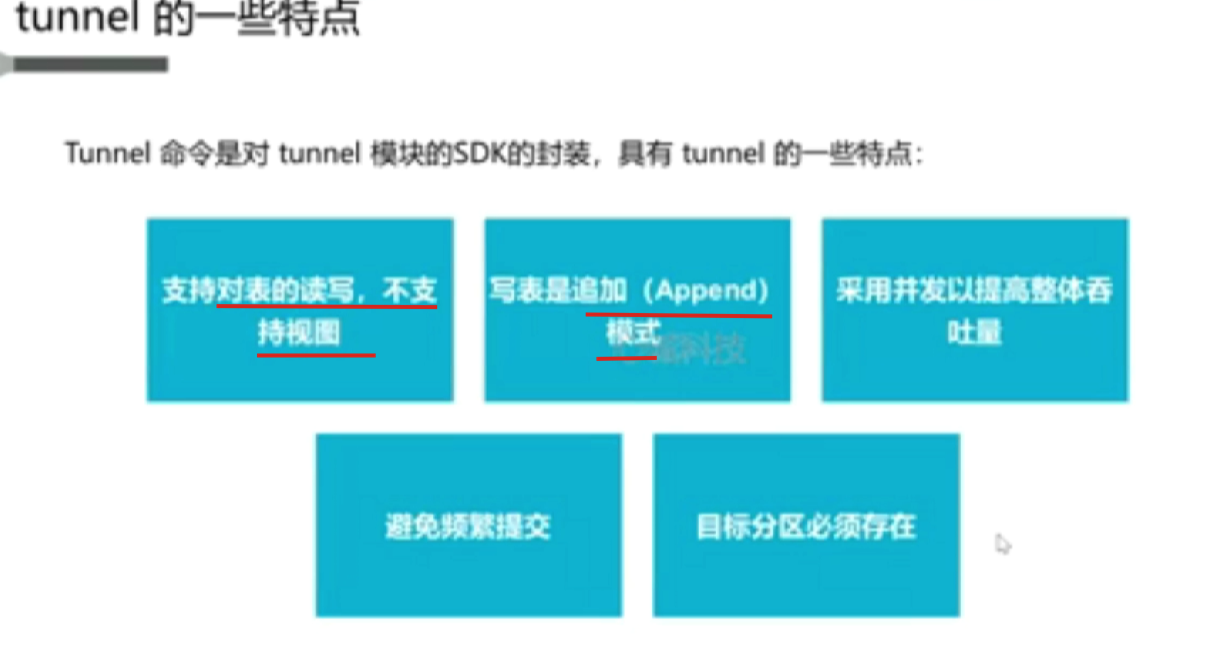 tunnel 的一些特点
Tunnel 命令是对 tunnel 模块的SDK的封装，具有 tunnel 的一些特点：
支持对表的读写，不支
持视图
写表是追加（Append）
模式
科技
采用并发以提高整体吞
吐量
避免频繁提交
目标分区必须存在